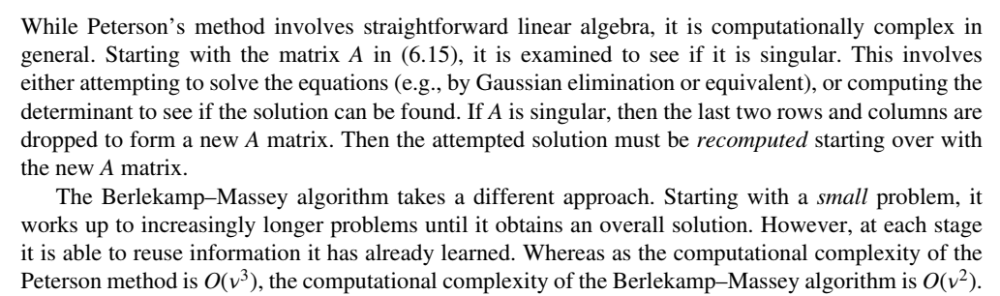 While Peterson’s method involves straightforward linear algebra, it is computationally complex in
general. Starting with the matrix A in (6.15), it is examined to see if it is singular. This involves
either attempting to solve the equations (e.g., by Gaussian elimination or equivalent), or computing the
determinant to see if the solution can be found. If A is singular, then the last two rows and columns are
dropped to form a new A matrix. Then the attempted solution must be recomputed starting over with
the new A matrix.
The Berlekamp–Massey algorithm takes a different approach. Starting with a small problem, it
works up to increasingly longer problems until it obtains an overall solution. However, at each stage
it is able to reuse information it has already learned. Whereas as the computational complexity of the
Peterson method is O(ν³), the computational complexity of the Berlekamp–Massey algorithm is O(ν²).